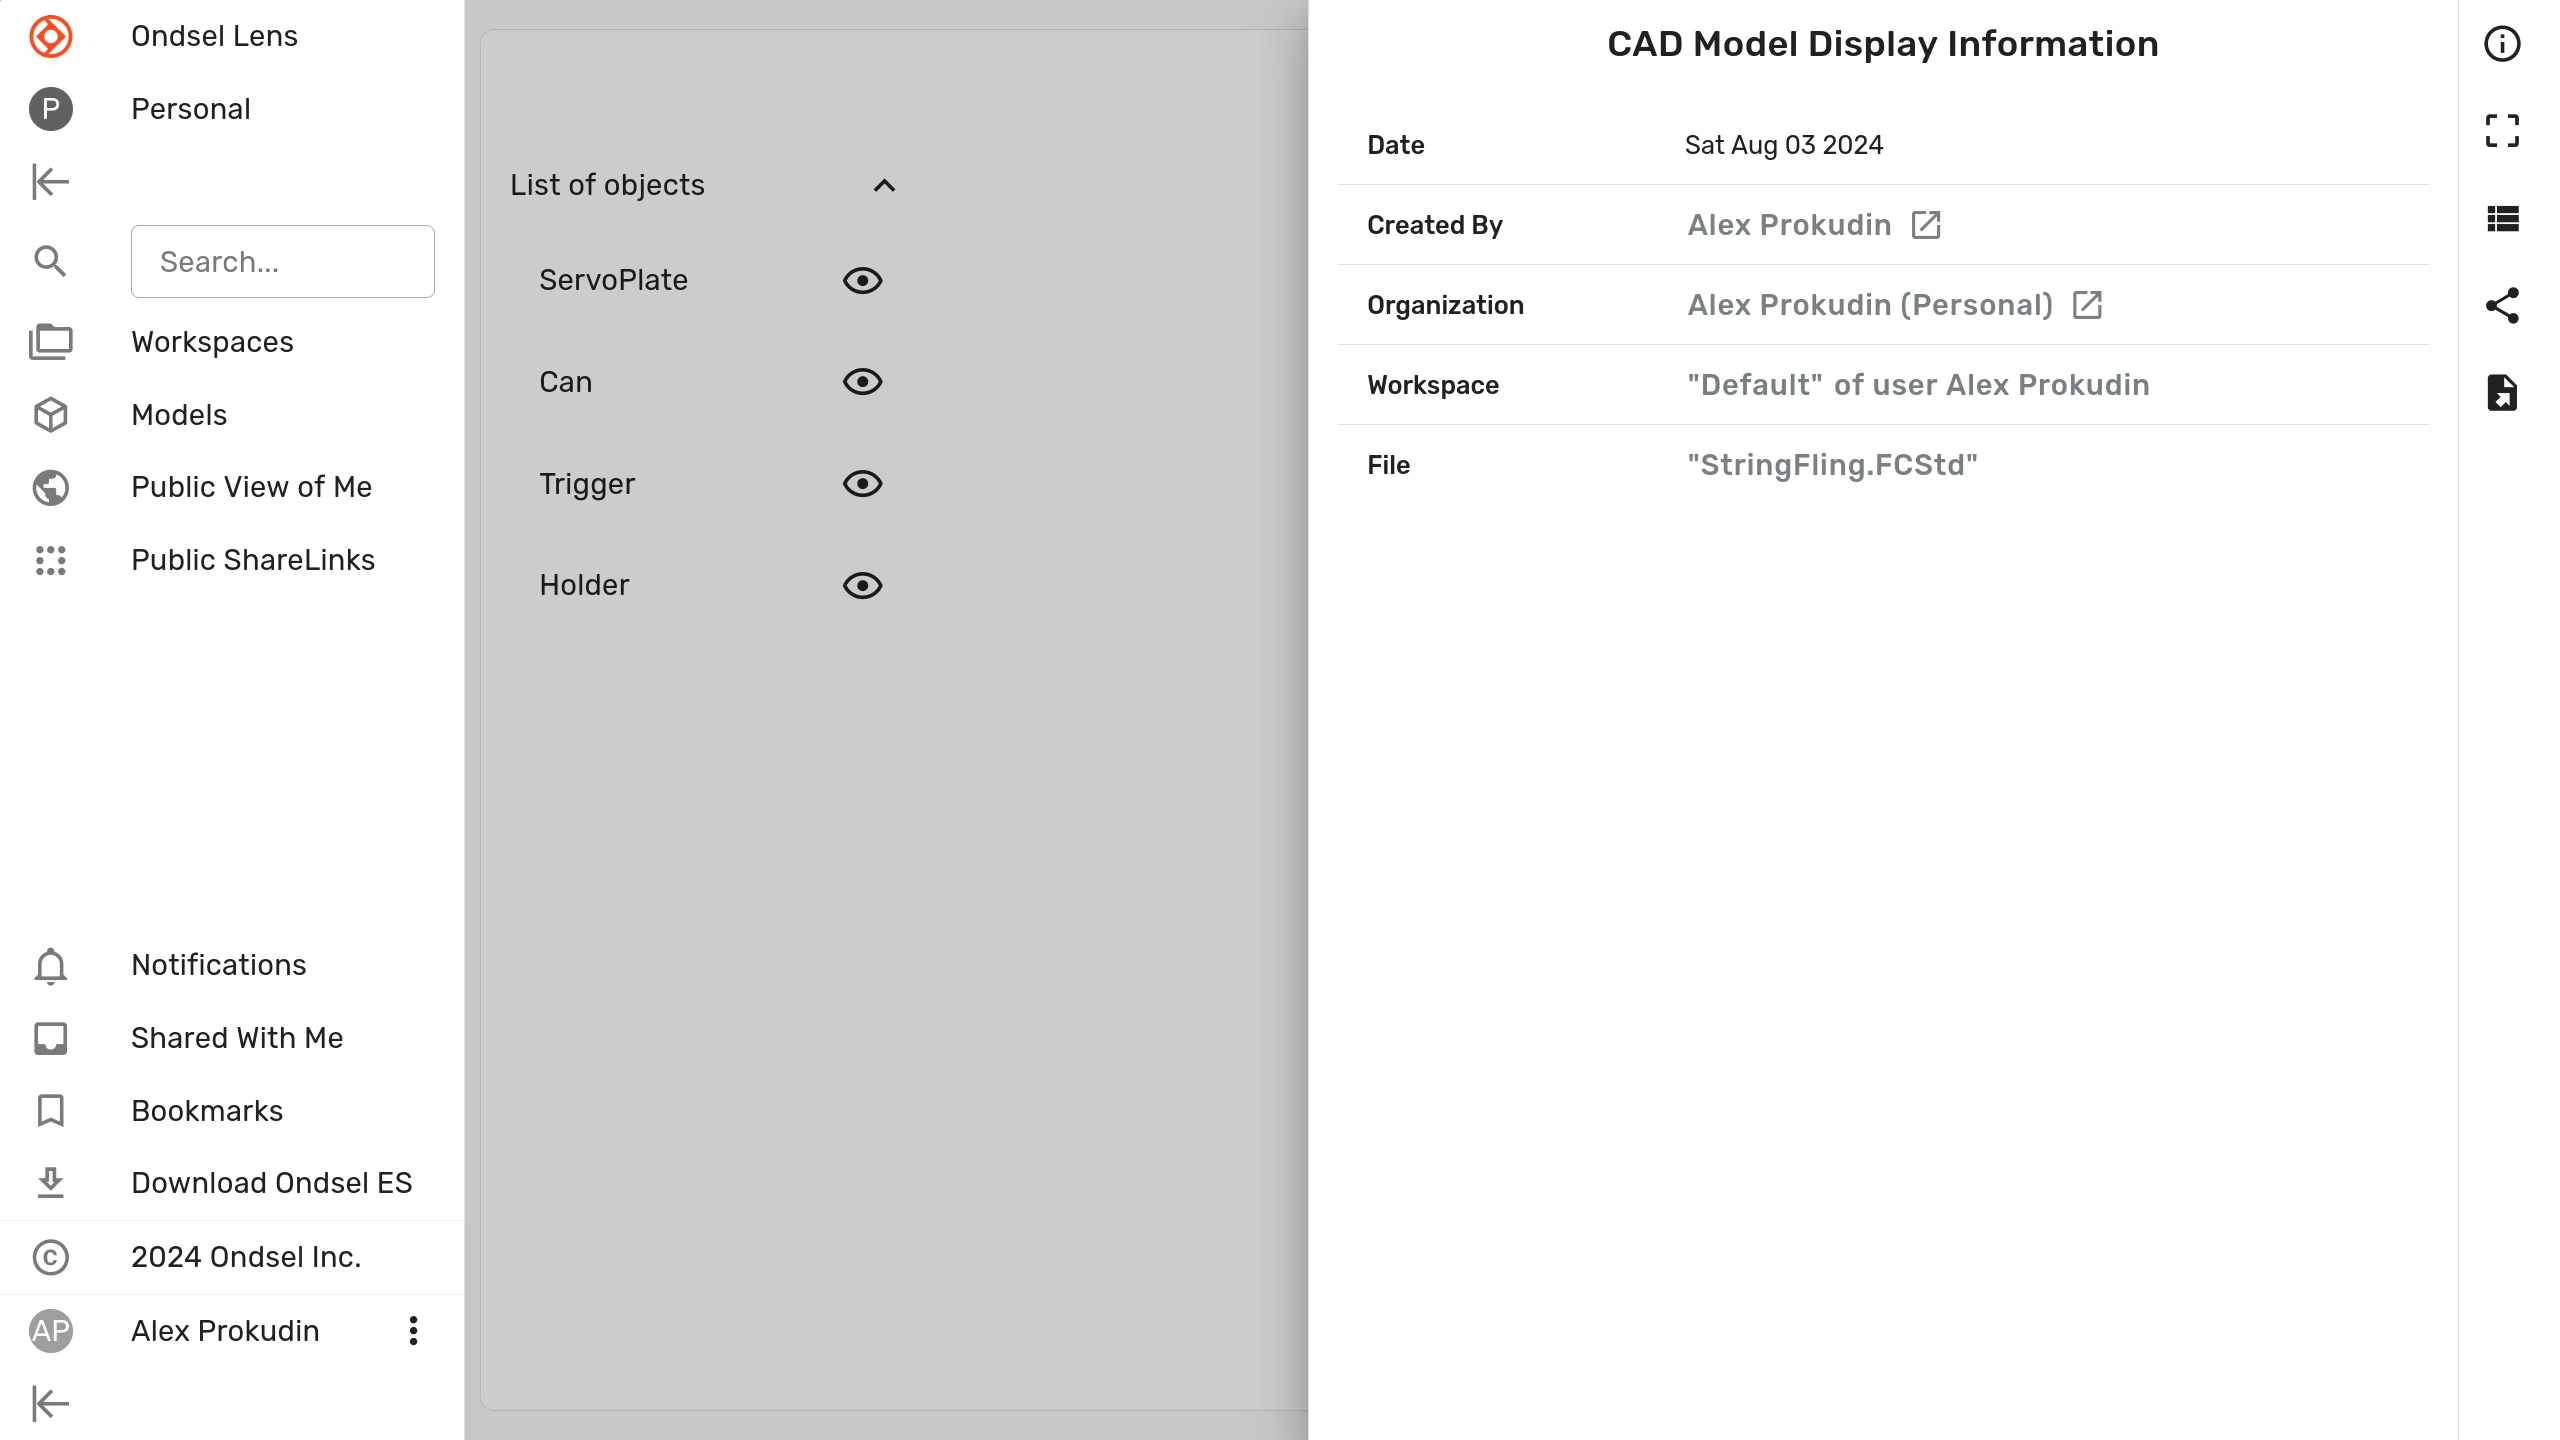 Ondsel Lens
P Personal
Search...
Workspaces
Models
Public View of Me
Public ShareLinks
Notifications
Shared With Me
Bookmarks
Download Ondsel ES
© 2024 Ondsel Inc.
AP Alex Prokudin
List of objects
ServoPlate
Can
Trigger
Holder
CAD Model Display Information
Date Sat Aug 03 2024
Created By Alex Prokudin
Organization Alex Prokudin (Personal)
Workspace "Default" of user Alex Prokudin
File "StringFling.FCStd"